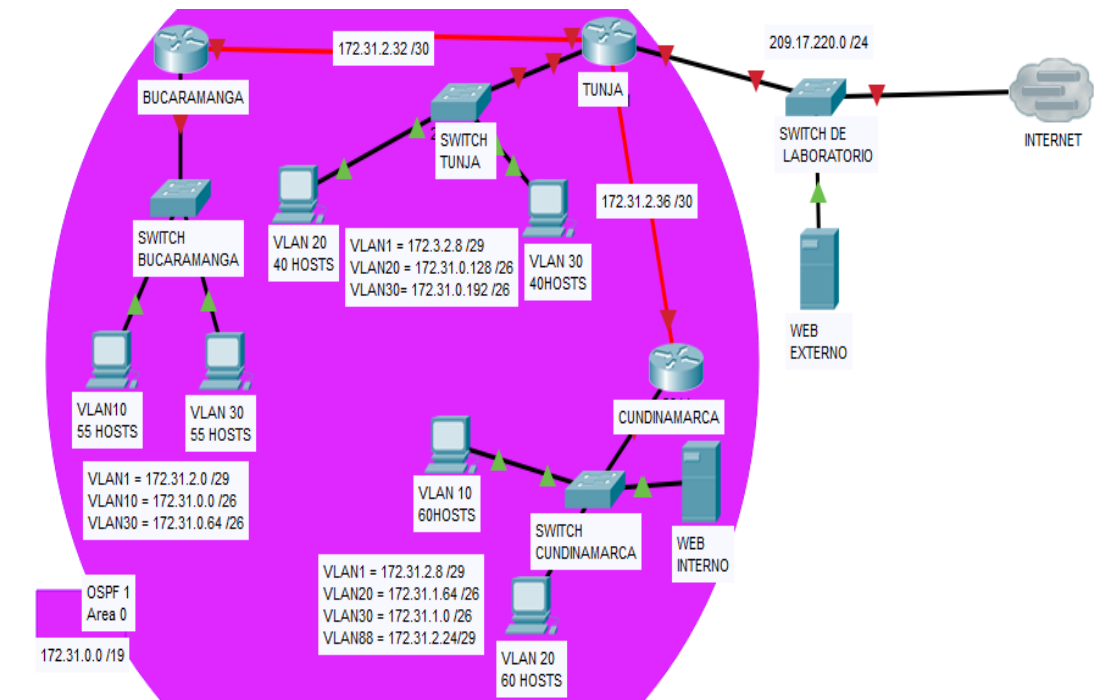 BUCARAMANGA
172.31.2.32 /30
TUNJA
209.17.220.0 /24
SWITCH DE
LABORATORIO
INTERNET
SWITCH
TUNJA
SWITCH
BUCARAMANGA
VLAN 20
40 HOSTS
VLAN1 = 172.3.2.8 /29
VLAN20 = 172.31.0.128 /26
VLAN30= 172.31.0.192 /26
VLAN 30
40HOSTS
172.31.2.36 /30
WEB
EXTERNO
VLAN10
55 HOSTS
VLAN 30
55 HOSTS
VLAN1 = 172.31.2.0 /29
VLAN10 = 172.31.0.0 /26
VLAN30 = 172.31.0.64 /26
CUNDINAMARCA
VLAN 10
60HOSTS
SWITCH
CUNDINAMARCA
WEB
INTERNO
VLAN1 = 172.31.2.8 /29
VLAN20 = 172.31.1.64 /26
VLAN30 = 172.31.1.0 /26
VLAN88 = 172.31.2.24/29
VLAN 20
60 HOSTS
OSPF 1
Area 0
172.31.0.0 /19